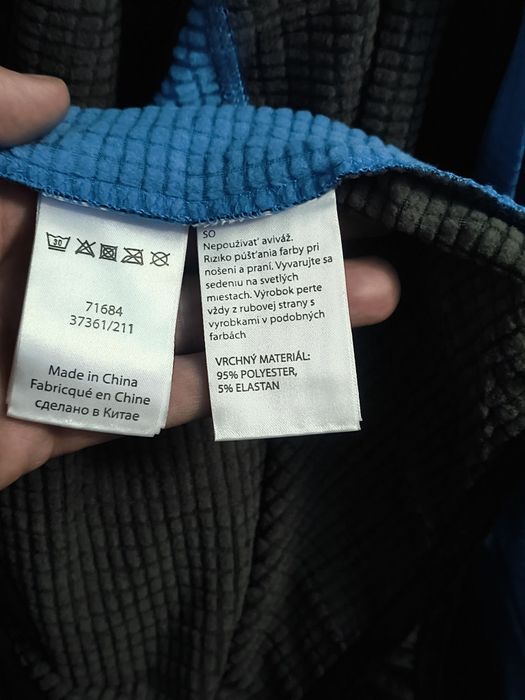 30
71684
37361/211
Made in China
Fabricqué en Chine
сделано в Китае
SO
Nepoužívať aviváž.
Riziko púšťania farby pri
nošení a praní. Vyvarujte sa
sedeniu na svetlých
miestach. Výrobok perte
vždy z rubovej strany s
vyrobkami v podobných
farbách
VRCHNÝ MATERIÁL:
95% POLYESTER,
5% ELASTAN